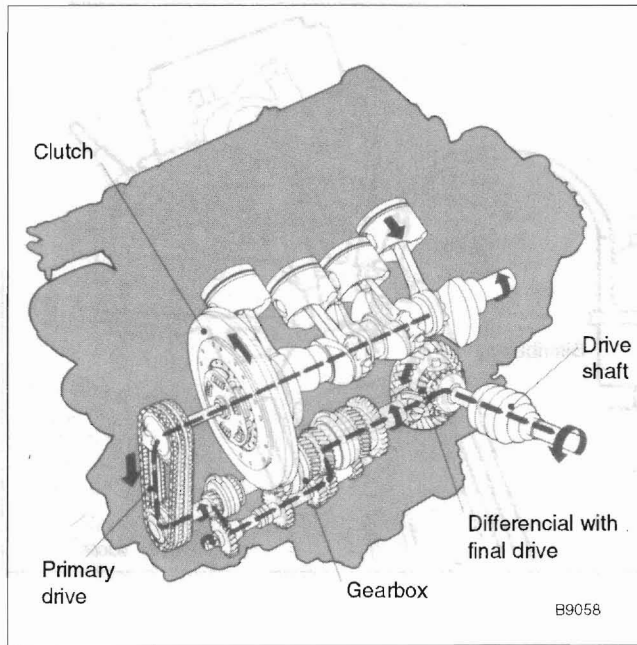 Clutch
Drive
shaft
Differencial with
final drive
Primary
drive
Gearbox
B9058